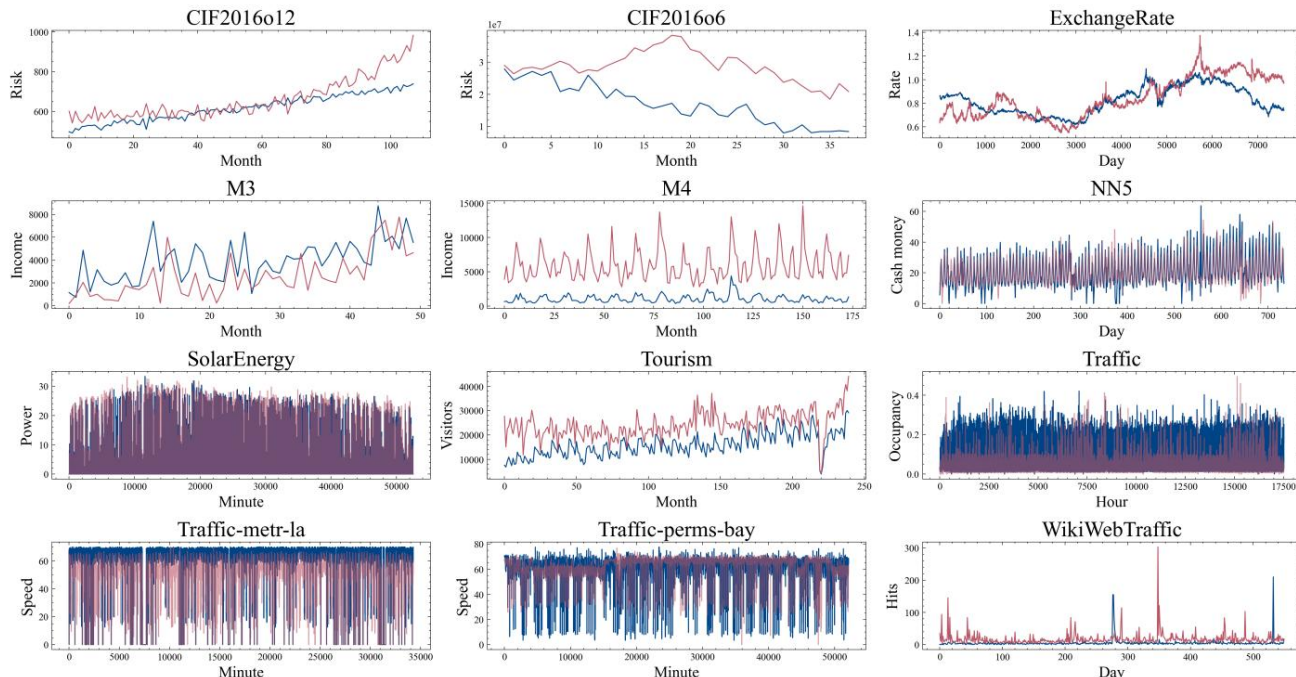 CIF2016o12
Risk
1000
800
600
0 20 40 60 80 100
Month
CIF2016o6
1e7
Risk
3
2
1
0 5 10 15 20 25 30 35
Month
ExchangeRate
Rate
1.4
1.2
1.0
0.8
0.6
0 1000 2000 3000 4000 5000 6000 7000
Day
M3
Income
8000
6000
4000
2000
0
0 10 20 30 40 50
Month
M4
Income
15000
10000
5000
0
0 25 50 75 100 125 150 175
Month
NN5
Cash money
60
40
20
0
0 100 200 300 400 500 600 700
Day
SolarEnergy
Power
30
20
10
0
0 10000 20000 30000 40000 50000
Minute
Tourism
Visitors
40000
30000
20000
10000
0 50 100 150 200 250
Month
Traffic
Occupancy
0.4
0.2
0.0
0 2500 5000 7500 10000 12500 15000 17500
Hour
Traffic-metr-la
Speed
60
40
20
0
0 5000 10000 15000 20000 25000 30000 35000
Minute
Traffic-perms-bay
Speed
80
60
40
20
0
0 10000 20000 30000 40000 50000
Minute
WikiWebTraffic
Hits
300
200
100
0
0 100 200 300 400 500
Day